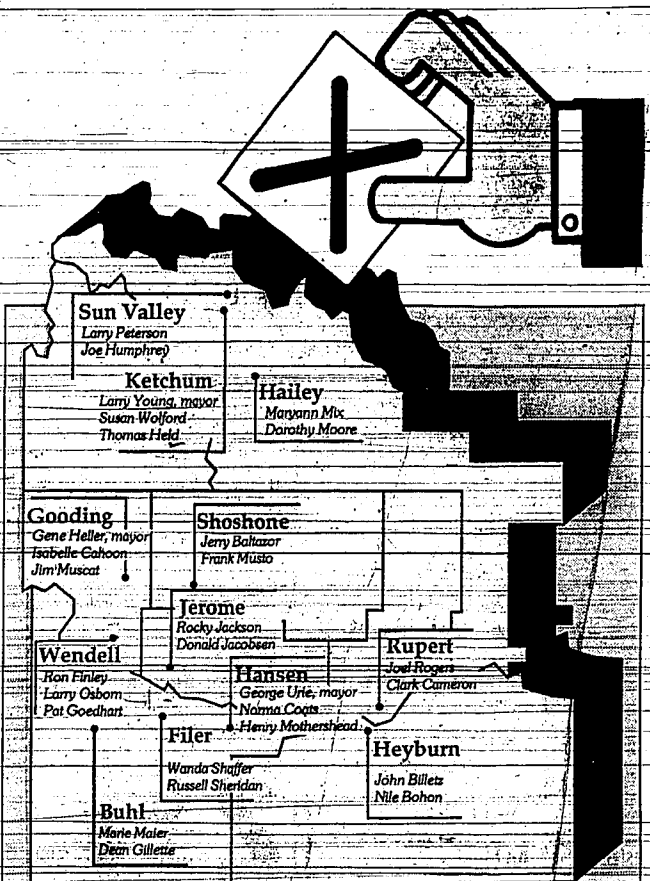 Sun Valley
Larry Peterson
Joe Humphrey
Ketchum
Larry Young, mayor
Susan Wolford
Thomas Held
Hailey
Maryann Mix
Dorothy Moore
Gooding
Gene Heller, mayor
Isabelle Cahoon
Jim Muscat
Shoshone
Jerry Baltazor
Frank Musto
Jerome
Rocky Jackson
Donald Jacobsen
Wendell
Ron Finley
Larry Osborn
Pat Goedhart
Hansen
George Urie, mayor
Norma Coats
Henry Mothershead
Rupert
Joel Rogers
Clark Cameron
Filer
Wanda Shaffer
Russell Sheridan
Heyburn
John Billetz
Nile Bohon
Buhl
Marie Maier
Dean Gillette